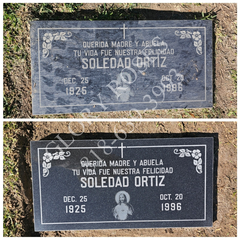 QUERIDA MADRE Y ABUELA
TU VIDA FUE NUESTRA FELICIDAD
SOLEDAD ORTIZ
DEC. 25
1925
1996
QUERIDA MADRE Y ABUELA
TU VIDA FUE NUESTRA FELICIDAD
SOLEDAD ORTIZ
DEC. 25
1925
OCT. 20
1996